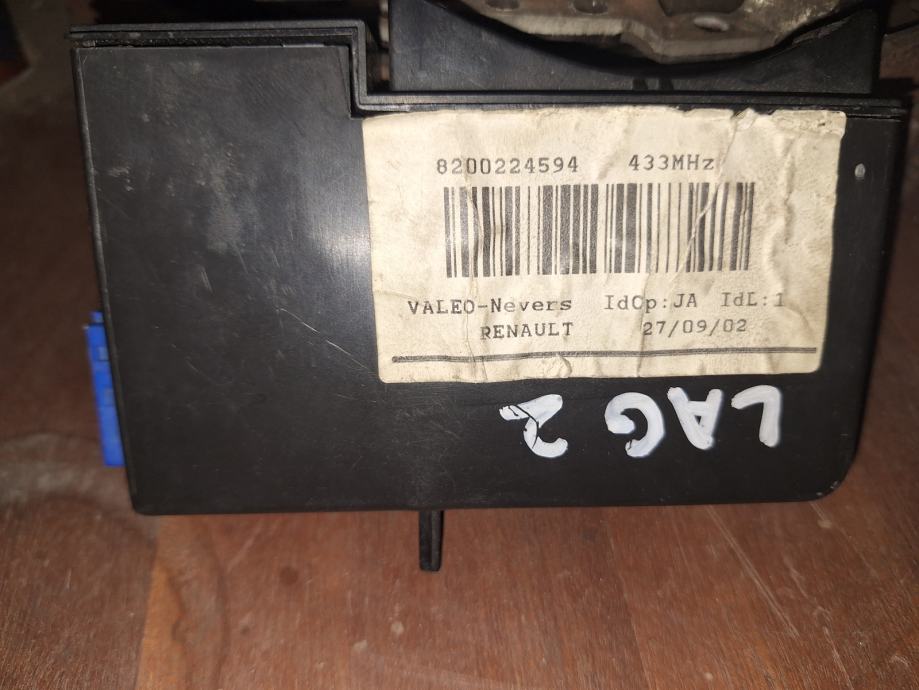 8200224594 433MHz
VALEO-Nevers IdCp:JA IdL:1
RENAULT 27/09/02
LAG 2